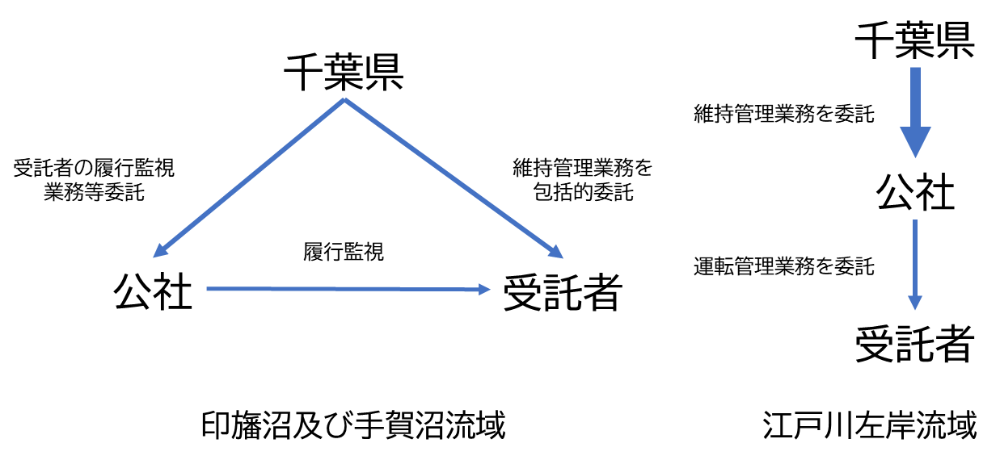 千葉県
受託者の履行監視
業務等委託
維持管理業務を
包括的委託
履行監視
公社
受託者
印旛沼及び手賀沼流域
千葉県
維持管理業務を委託
公社
運転管理業務を委託
受託者
江戸川左岸流域